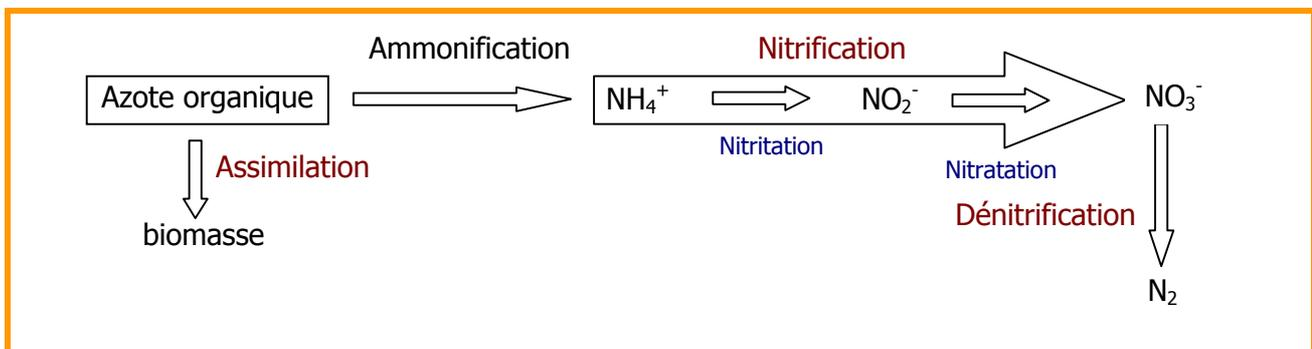 Ammonification
Nitrification
Azote organique
NH₄⁺
NO₂⁻
NO₃⁻
Nitritation
Nitratation
Assimilation
Dénitrification
biomasse
N₂